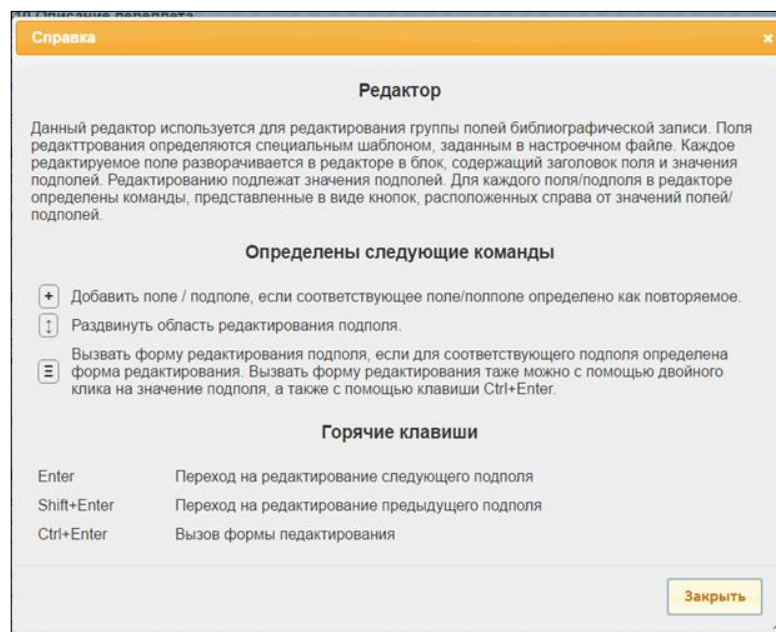 10 Описание переплета
Справка ×
Редактор
Данный редактор используется для редактирования группы полей библиографической записи. Поля
редакттрования определяются специальным шаблоном, заданным в настроечном файле. Каждое
редактируемое поле разворачивается в редакторе в блок, содержащий заголовок поля и значения
подполей. Редактированию подлежат значения подполей. Для каждого поля/подполя в редакторе
определены команды, представленные в виде кнопок, расположенных справа от значений полей/
подполей.
Определены следующие команды
+ Добавить поле / подполе, если соответствующее поле/полполе определено как повторяемое.
↕ Раздвинуть область редактирования подполя.
Вызвать форму редактирования подполя, если для соответствующего подполя определена
Ξ форма редактирования. Вызвать форму редактирования таже можно с помощью двойного
клика на значение подполя, а также с помощью клавиши Ctrl+Enter.
Горячие клавиши
Enter Переход на редактирование следующего подполя
Shift+Enter Переход на редактирование предыдущего подполя
Ctrl+Enter Вызов формы педактирования
Закрыть